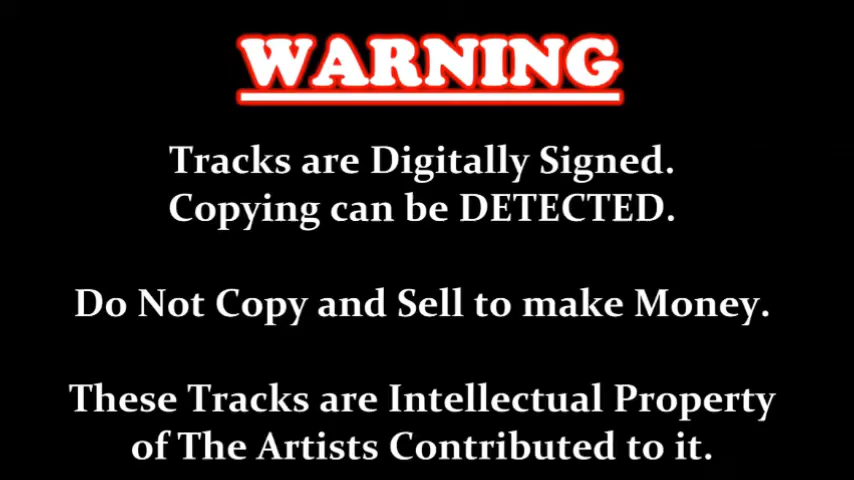 WARNING
Tracks are Digitally Signed.
Copying can be DETECTED.
Do Not Copy and Sell to make Money.
These Tracks are Intellectual Property
of The Artists Contributed to it.